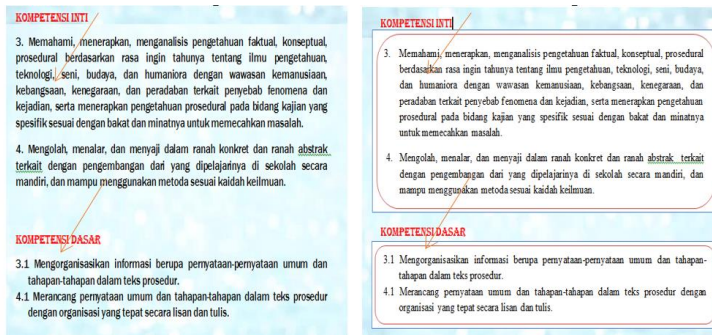 KOMPETENSI INTI
3. Memahami, menerapkan, menganalisis pengetahuan faktual, konseptual,
prosedural berdasarkan rasa ingin tahunya tentang ilmu pengetahuan,
teknologi, seni, budaya, dan humaniora dengan wawasan kemanusiaan,
kebangsaan, kenegaraan, dan peradaban terkait penyebab fenomena dan
kejadian, serta menerapkan pengetahuan prosedural pada bidang kajian yang
spesifik sesuai dengan bakat dan minatnya untuk memecahkan masalah.
4. Mengolah, menalar, dan menyaji dalam ranah konkret dan ranah abstrak
terkait dengan pengembangan dari yang dipelajarinya di sekolah secara
mandiri, dan mampu menggunakan metoda sesuai kaidah keilmuan.
KOMPETENSI DASAR
3.1 Mengorganisasikan informasi berupa pernyataan-pernyataan umum dan
tahapan-tahapan dalam teks prosedur.
4.1 Merancang pernyataan umum dan tahapan-tahapan dalam teks prosedur
dengan organisasi yang tepat secara lisan dan tulis.
KOMPETENSI INTI
3. Memahami, menerapkan, menganalisis pengetahuan faktual, konseptual, prosedural
berdasarkan rasa ingin tahunya tentang ilmu pengetahuan, teknologi, seni, budaya,
dan humaniora dengan wawasan kemanusiaan, kebangsaan, kenegaraan, dan
peradaban terkait penyebab fenomena dan kejadian, serta menerapkan pengetahuan
prosedural pada bidang kajian yang spesifik sesuai dengan bakat dan minatnya
untuk memecahkan masalah.
4. Mengolah, menalar, dan menyaji dalam ranah konkret dan ranah abstrak terkait
dengan pengembangan dari yang dipelajarinya di sekolah secara mandiri, dan
mampu menggunakan metoda sesuai kaidah keilmuan.
KOMPETENSI DASAR
3.1 Mengorganisasikan informasi berupa pernyataan-pernyataan umum dan tahapan-
tahapan dalam teks prosedur.
4.1 Merancang pernyataan umum dan tahapan-tahapan dalam teks prosedur dengan
organisasi yang tepat secara lisan dan tulis.